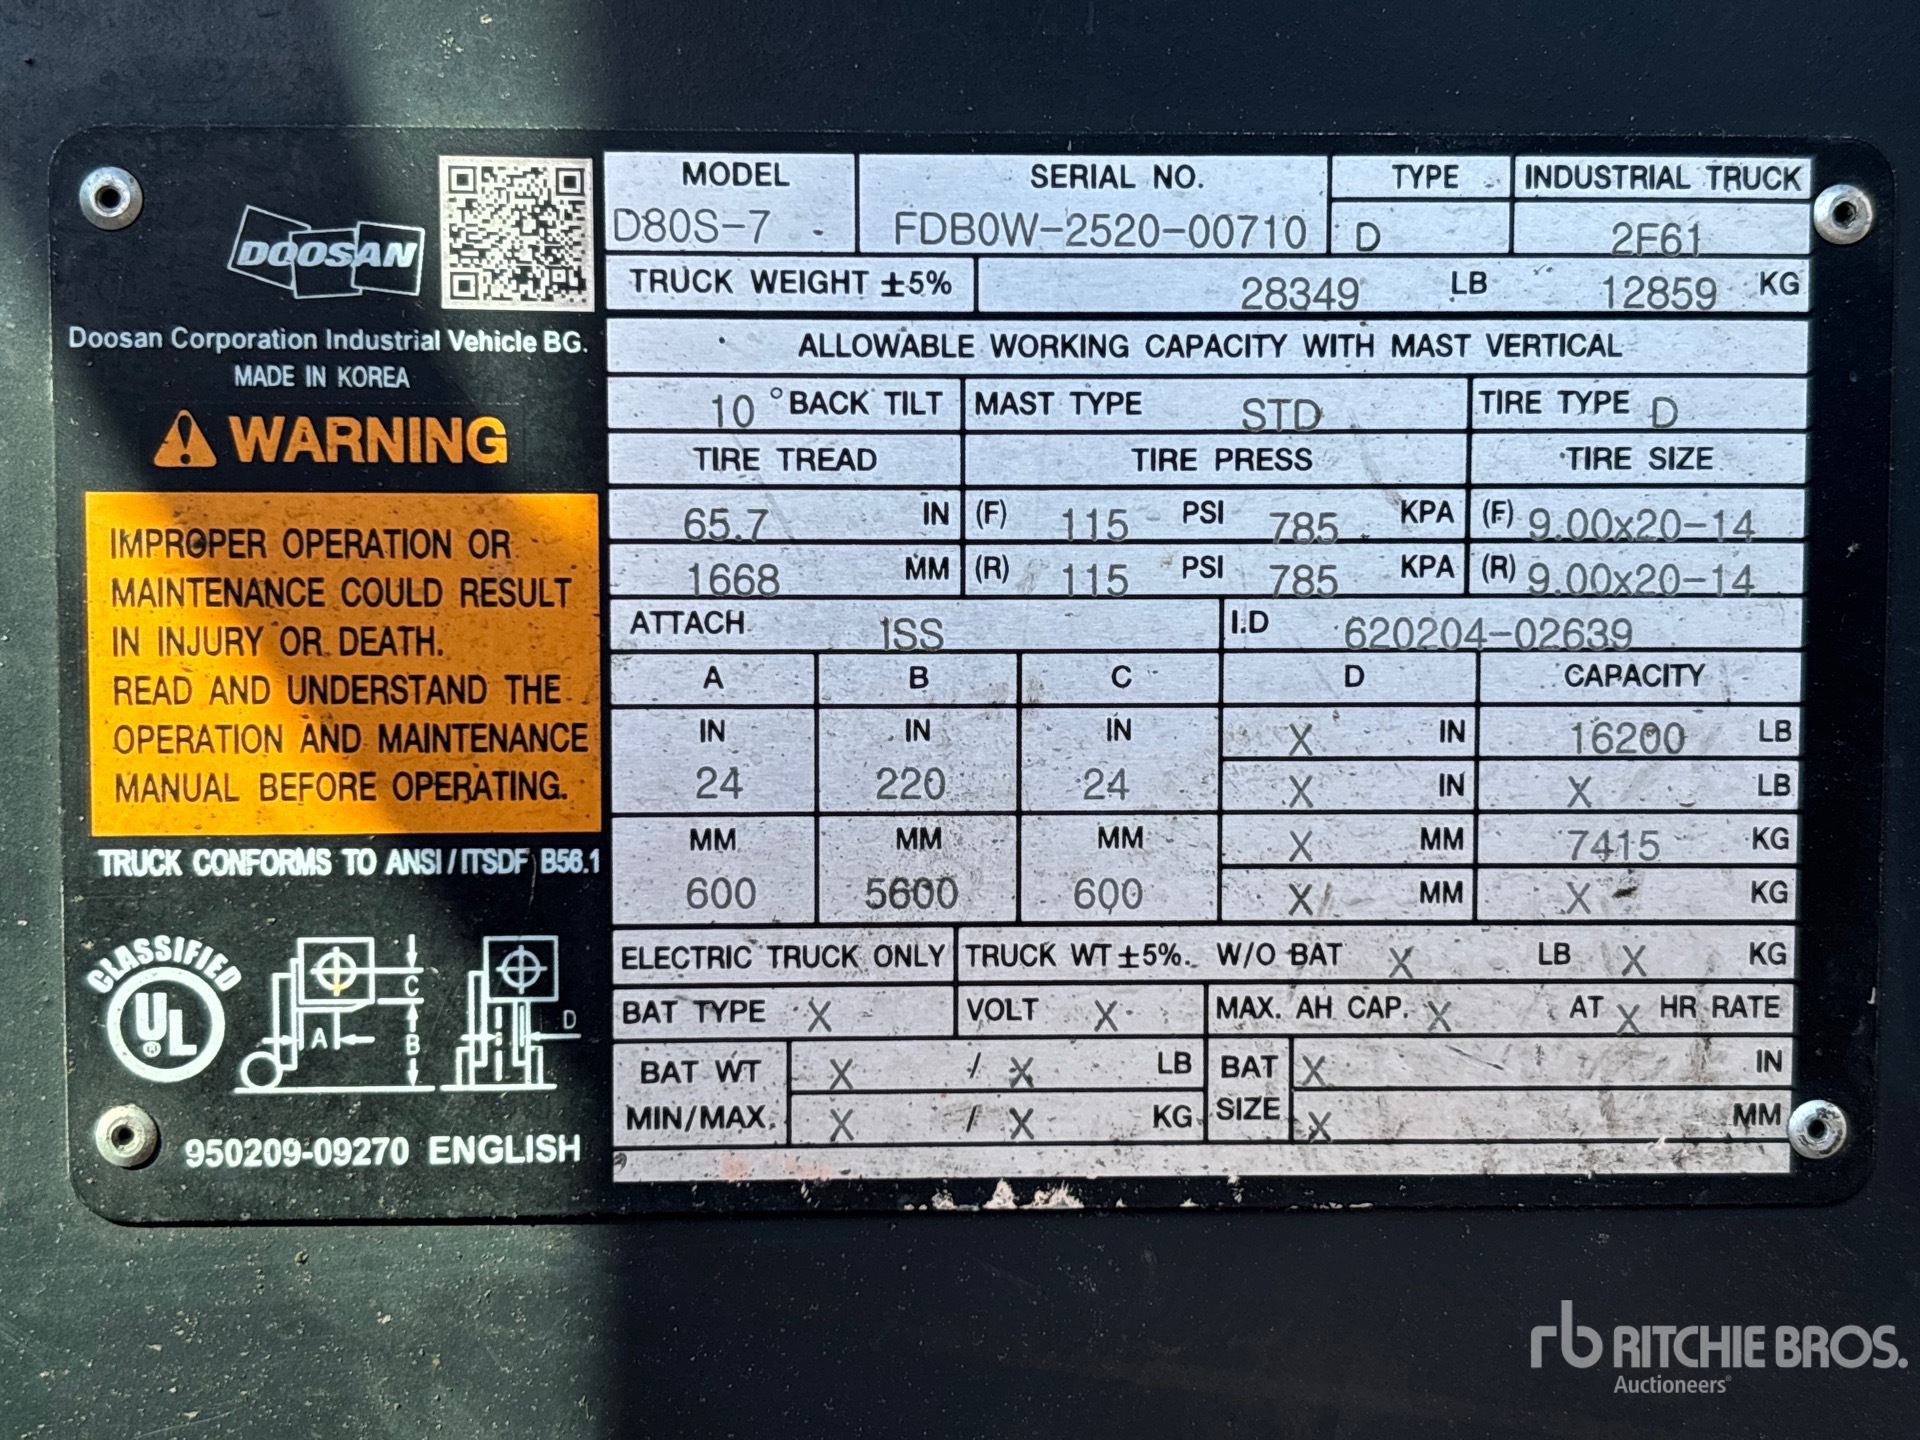 DOOSAN
Doosan Corporation Industrial Vehicle BG.
MADE IN KOREA
WARNING
IMPROPER OPERATION OR
MAINTENANCE COULD RESULT
IN INJURY OR DEATH.
READ AND UNDERSTAND THE
OPERATION AND MAINTENANCE
MANUAL BEFORE OPERATING.
TRUCK CONFORMS TO ANSI/ITSDF B56.1
CLASSIFIED
UL
®
C
A
B
D
950209-09270 ENGLISH
MODEL SERIAL NO. TYPE INDUSTRIAL TRUCK
D80S-7 FDB0W-2520-00710 D 2F61
TRUCK WEIGHT ±5% 28349 LB 12859 KG
ALLOWABLE WORKING CAPACITY WITH MAST VERTICAL
10 °BACK TILT MAST TYPE STD TIRE TYPE D
TIRE TREAD TIRE PRESS TIRE SIZE
65.7 IN (F) 115 PSI 785 KPA (F) 9.00x20-14
1668 MM (R) 115 PSI 785 KPA (R) 9.00x20-14
ATTACH ISS I.D 620204-02639
A B C D CAPACITY
IN IN IN X IN 16200 LB
24 220 24 X IN X LB
MM MM MM X MM 7415 KG
600 5600 600 X MM X KG
ELECTRIC TRUCK ONLY TRUCK WT ±5%. W/O BAT X LB X KG
BAT TYPE X VOLT X MAX. AH CAP. X AT X HR RATE
BAT WT X / X LB BAT X IN
MIN/MAX. X / X KG SIZE X MM
rb RITCHIE BROS.
Auctioneers®